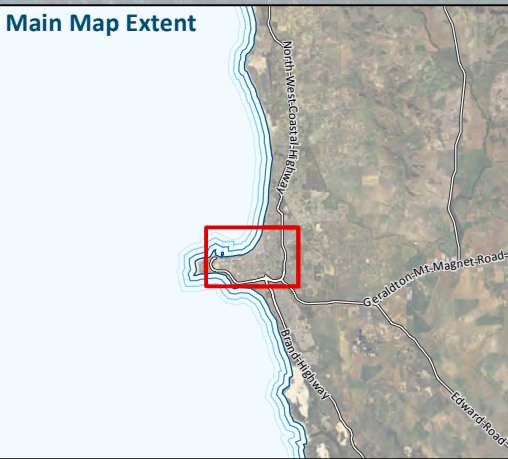 Main Map Extent
North-West-Coastal-Highway
Geraldton-Mt-Magnet-Road-
Brand-Highway
Edward-Road-